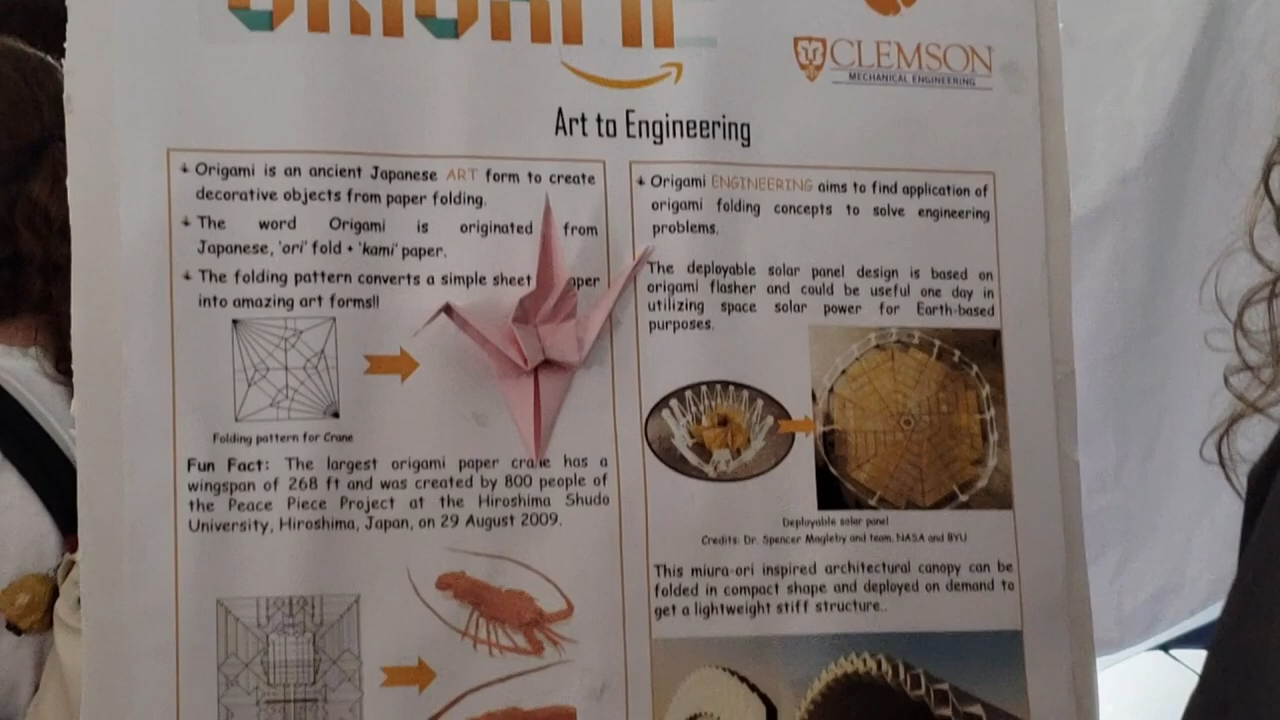 ORIGAMI
CLEMSON
MECHANICAL ENGINEERING
Art to Engineering
Origami is an ancient Japanese ART form to create
decorative objects from paper folding.
The word Origami is originated from
Japanese, 'ori' fold + 'kami' paper.
The folding pattern converts a simple sheet
into amazing art forms!!
Folding pattern for Crane
Fun Fact: The largest origami paper crane has a
wingspan of 268 ft and was created by 800 people of
the Peace Piece Project at the Hiroshima Shudo
University, Hiroshima, Japan, on 29 August 2009.
Origami ENGINEERING aims to find application of
origami folding concepts to solve engineering
problems.
The deployable solar panel design is based on
origami flasher and could be useful one day in
utilizing space solar power for Earth-based
purposes.
Deployable solar panel
Credits: Dr. Spencer Magleby and team, NASA and BYU
This miura-ori inspired architectural canopy can be
folded in compact shape and deployed on demand to
get a lightweight stiff structure..